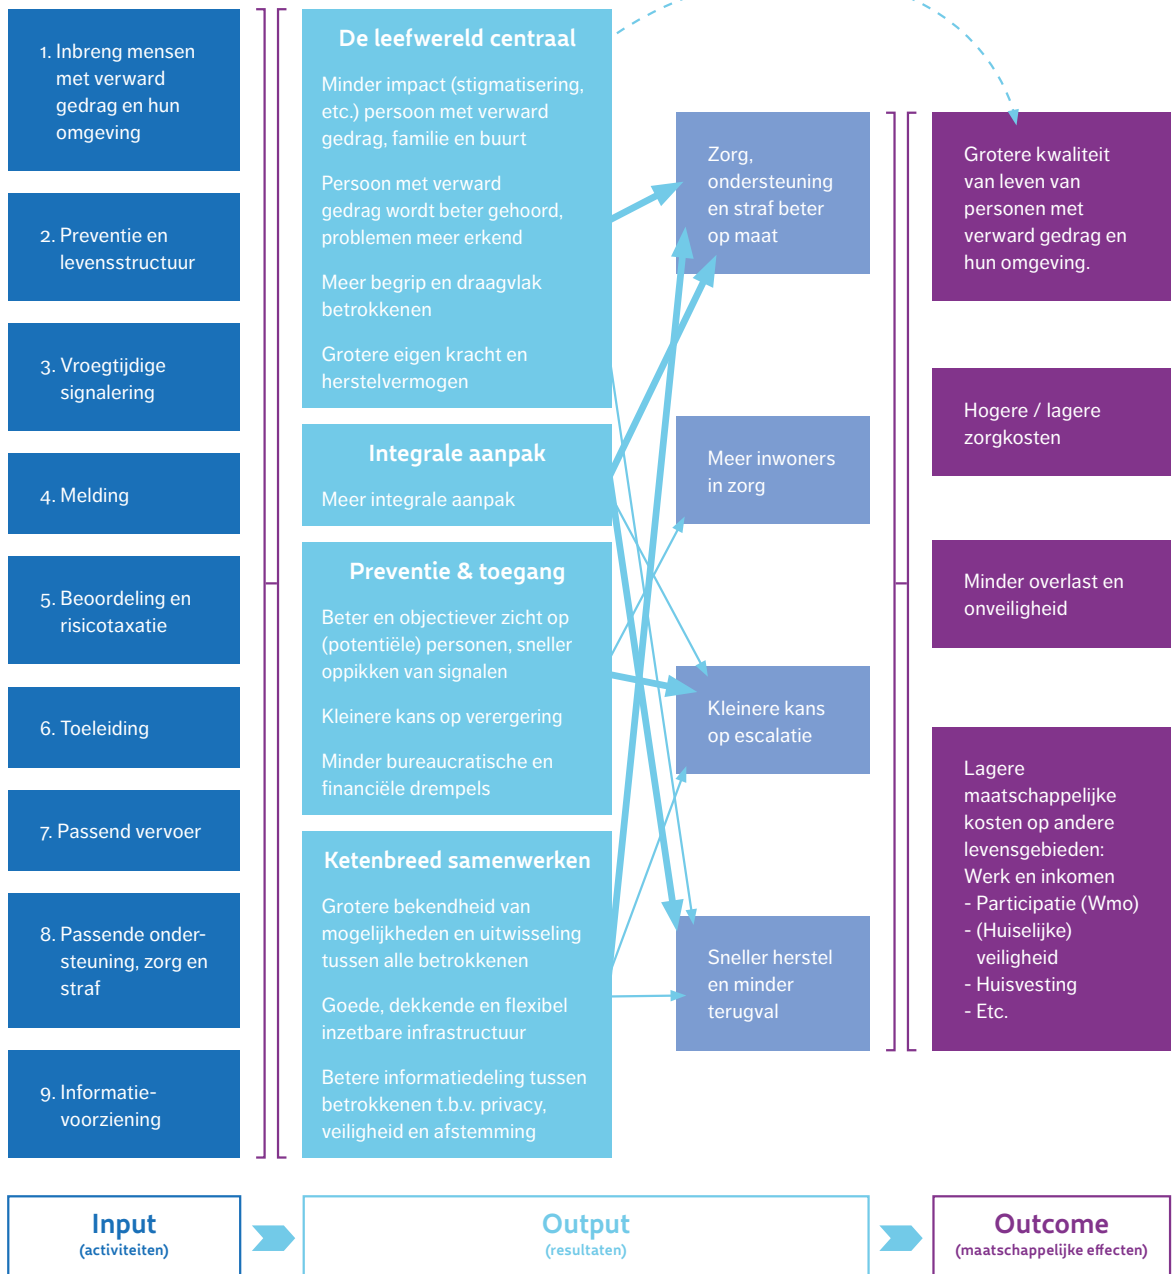 1. Inbreng mensen
met verward
gedrag en hun
omgeving
2. Preventie en
levensstructuur
3. Vroegtijdige
signalering
4. Melding
5. Beoordeling en
risicotaxatie
6. Toeleiding
7. Passend vervoer
8. Passende onder-
steuning, zorg en
straf
9. Informatie-
voorziening
De leefwereld centraal
Minder impact (stigmatisering,
etc.) persoon met verward
gedrag, familie en buurt
Persoon met verward
gedrag wordt beter gehoord,
problemen meer erkend
Meer begrip en draagvlak
betrokkenen
Grotere eigen kracht en
herstelvermogen
Integrale aanpak
Meer integrale aanpak
Preventie & toegang
Beter en objectiever zicht op
(potentiële) personen, sneller
oppikken van signalen
Kleinere kans op verergering
Minder bureaucratische en
financiële drempels
Ketenbreed samenwerken
Grotere bekendheid van
mogelijkheden en uitwisseling
tussen alle betrokkenen
Goede, dekkende en flexibel
inzetbare infrastructuur
Betere informatiedeling tussen
betrokkenen t.b.v. privacy,
veiligheid en afstemming
Zorg,
ondersteuning
en straf beter
op maat
Meer inwoners
in zorg
Kleinere kans
op escalatie
Sneller herstel
en minder
terugval
Grotere kwaliteit
van leven van
personen met
verward gedrag en
hun omgeving.
Hogere / lagere
zorgkosten
Minder overlast en
onveiligheid
Lagere
maatschappelijke
kosten op andere
levensgebieden:
Werk en inkomen
- Participatie (Wmo)
- (Huiselijke)
veiligheid
- Huisvesting
- Etc.
Input
(activiteiten)
Output
(resultaten)
Outcome
(maatschappelijke effecten)